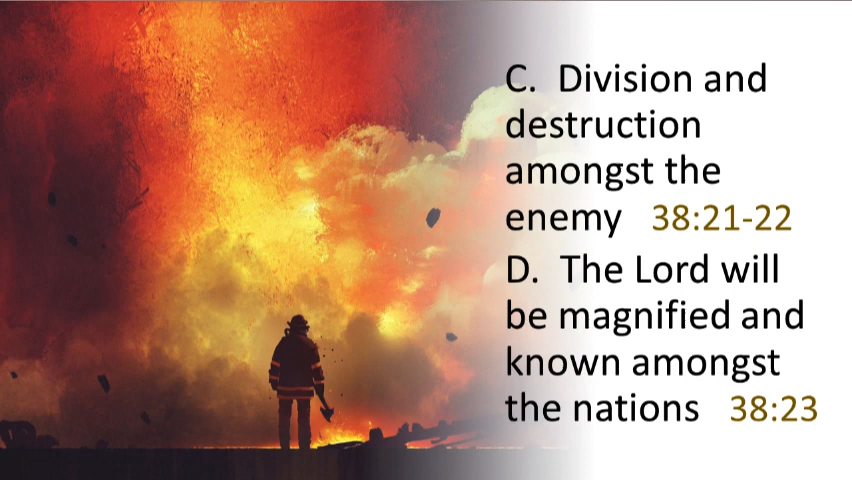 C.  Division and
destruction
amongst the
enemy   38:21-22
D.  The Lord will
be magnified and
known amongst
the nations   38:23